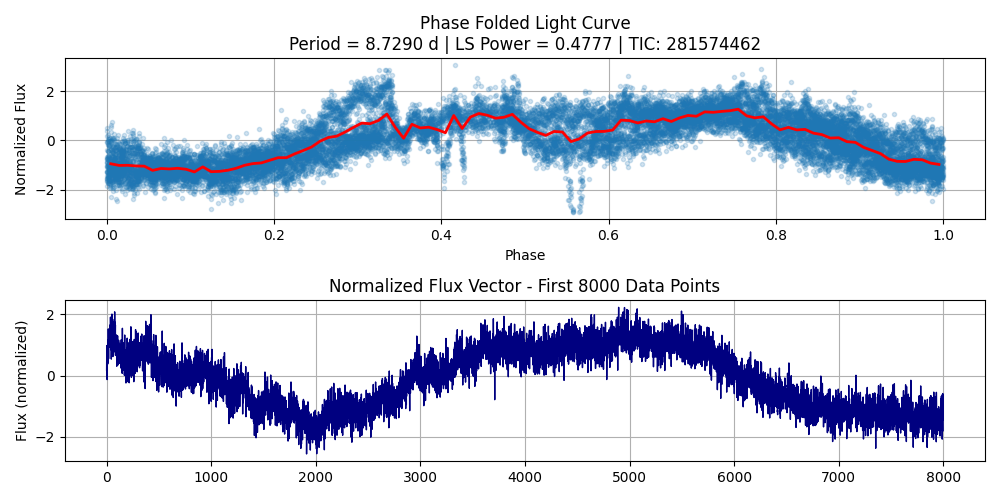 Phase Folded Light Curve
Period = 8.7290 d | LS Power = 0.4777 | TIC: 281574462
Normalized Flux
2
0
−2
0.0 0.2 0.4 0.6 0.8 1.0
Phase
Normalized Flux Vector - First 8000 Data Points
Flux (normalized)
2
0
−2
0 1000 2000 3000 4000 5000 6000 7000 8000